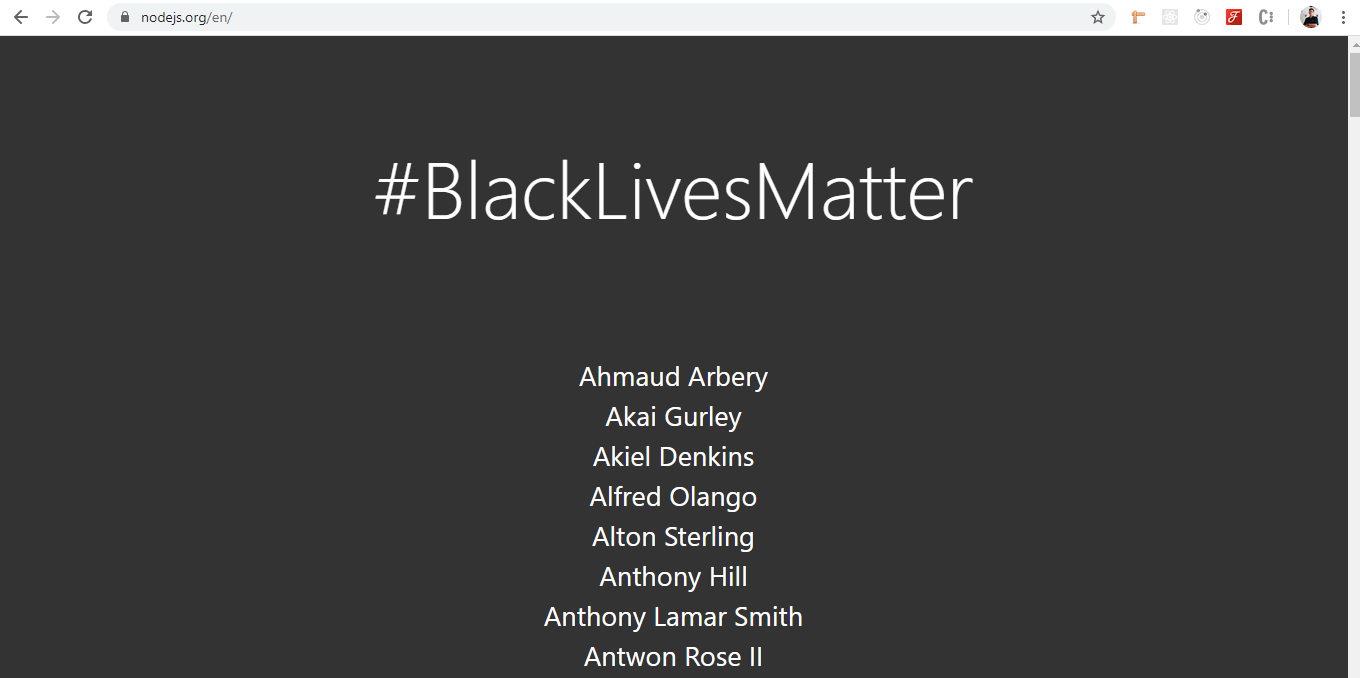 nodejs.org/en/
#BlackLivesMatter
Ahmaud Arbery
Akai Gurley
Akiel Denkins
Alfred Olango
Alton Sterling
Anthony Hill
Anthony Lamar Smith
Antwon Rose II